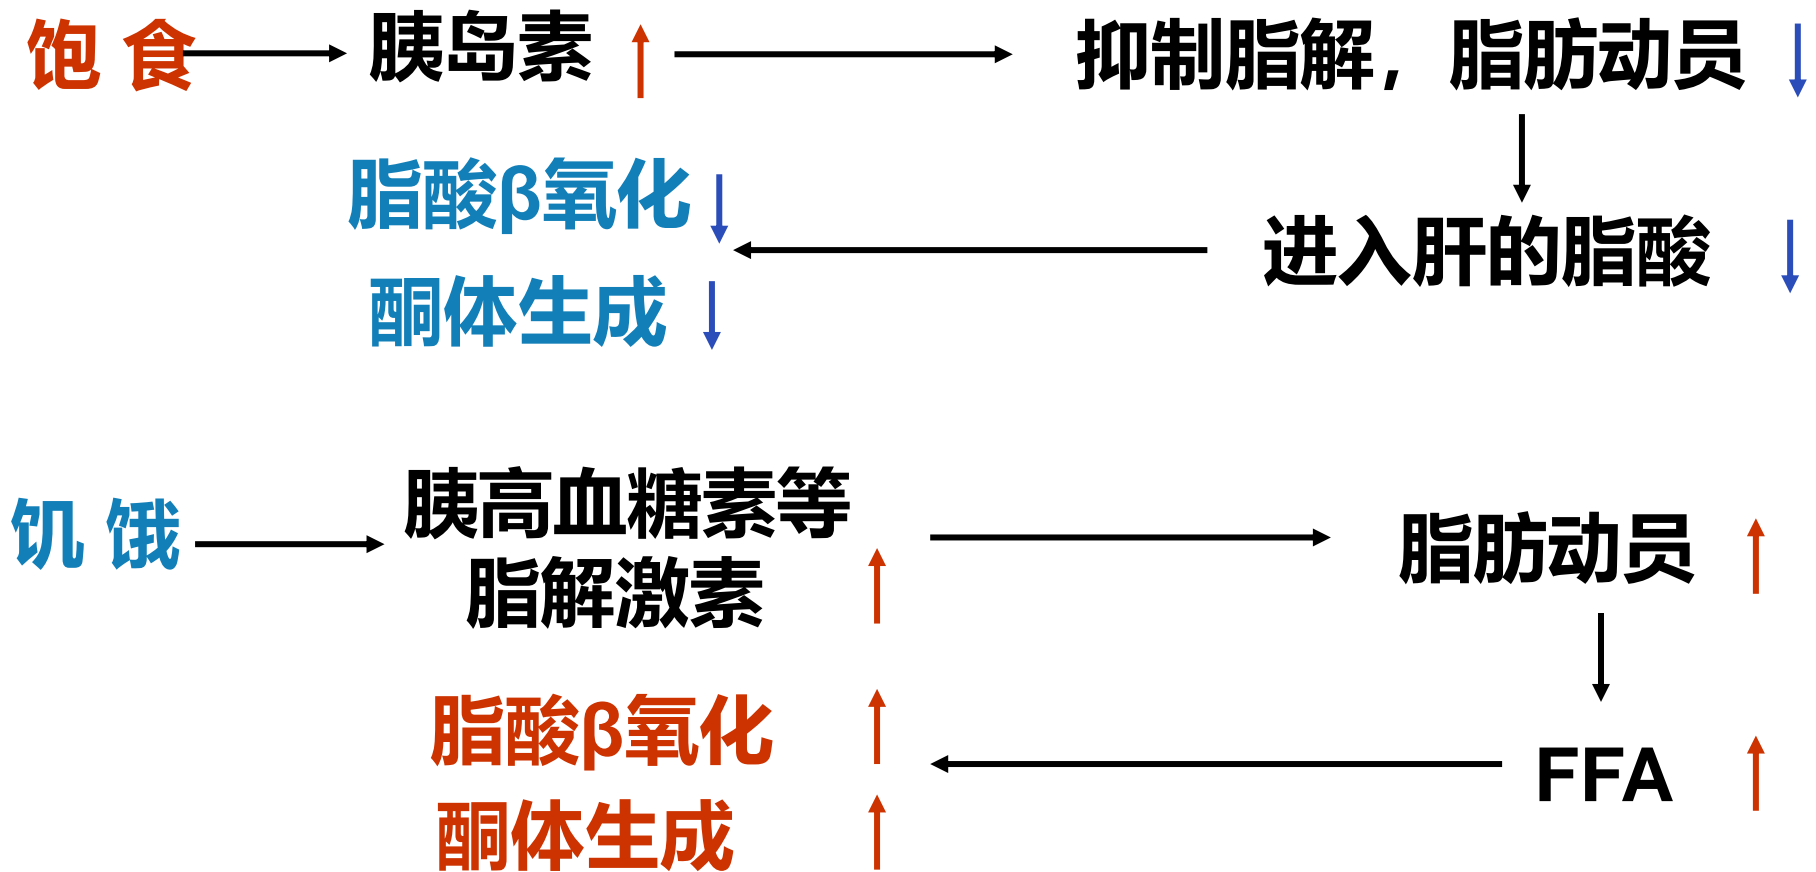 饱 食
胰岛素
抑制脂解，脂肪动员
脂酸β氧化
进入肝的脂酸
酮体生成
饥 饿
胰高血糖素等
脂解激素
脂肪动员
脂酸β氧化
FFA
酮体生成